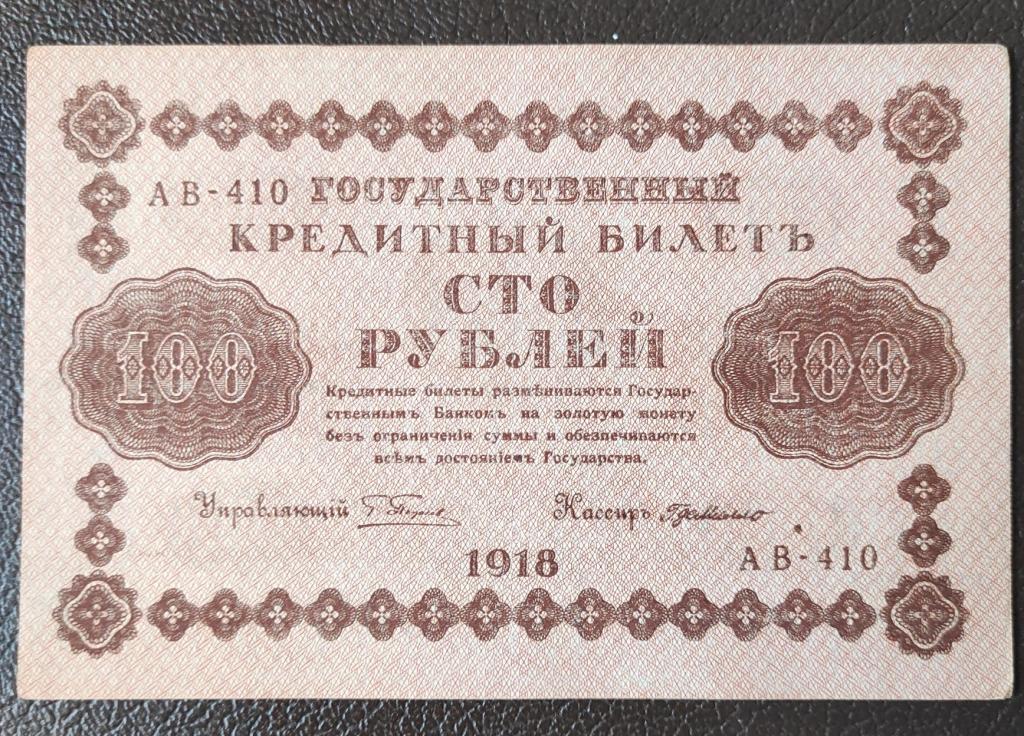 АВ-410 ГОСУДАРСТВЕННЫЙ
КРЕДИТНЫЙ БИЛЕТЪ
СТО
РУБЛЕЙ
100
100
Кредитные билеты размѣниваются Государ-
ственнымъ Банкомъ на золотую монету
безъ ограниченія суммы и обезпечиваются
всѣмъ достояніемъ Государства.
Управляющій
Кассиръ
1918
АВ-410